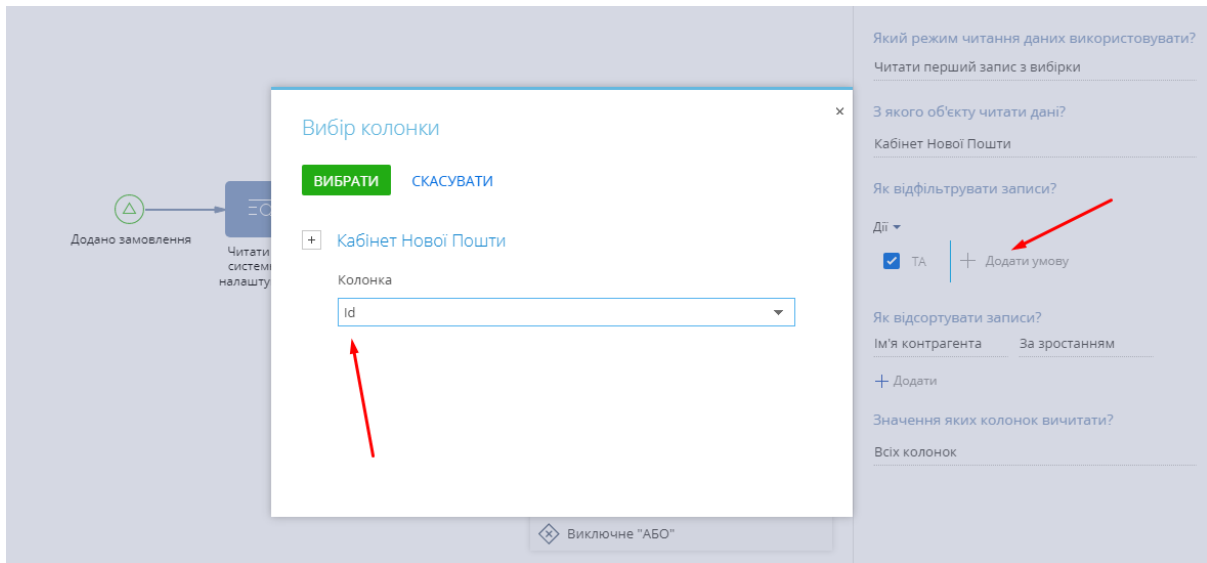 Який режим читання даних використовувати?
Читати перший запис з вибірки
З якого об'єкту читати дані?
Кабінет Нової Пошти
Як відфільтрувати записи?
Дії
ТА
Додати умову
Як відсортувати записи?
Ім'я контрагента За зростанням
Додати
Значення яких колонок вичитати?
Всіх колонок
Вибір колонки
×
ВИБРАТИ СКАСУВАТИ
+ Кабінет Нової Пошти
Колонка
Id
Додано замовлення
Читати
систем
налашту
Виключне "АБО"